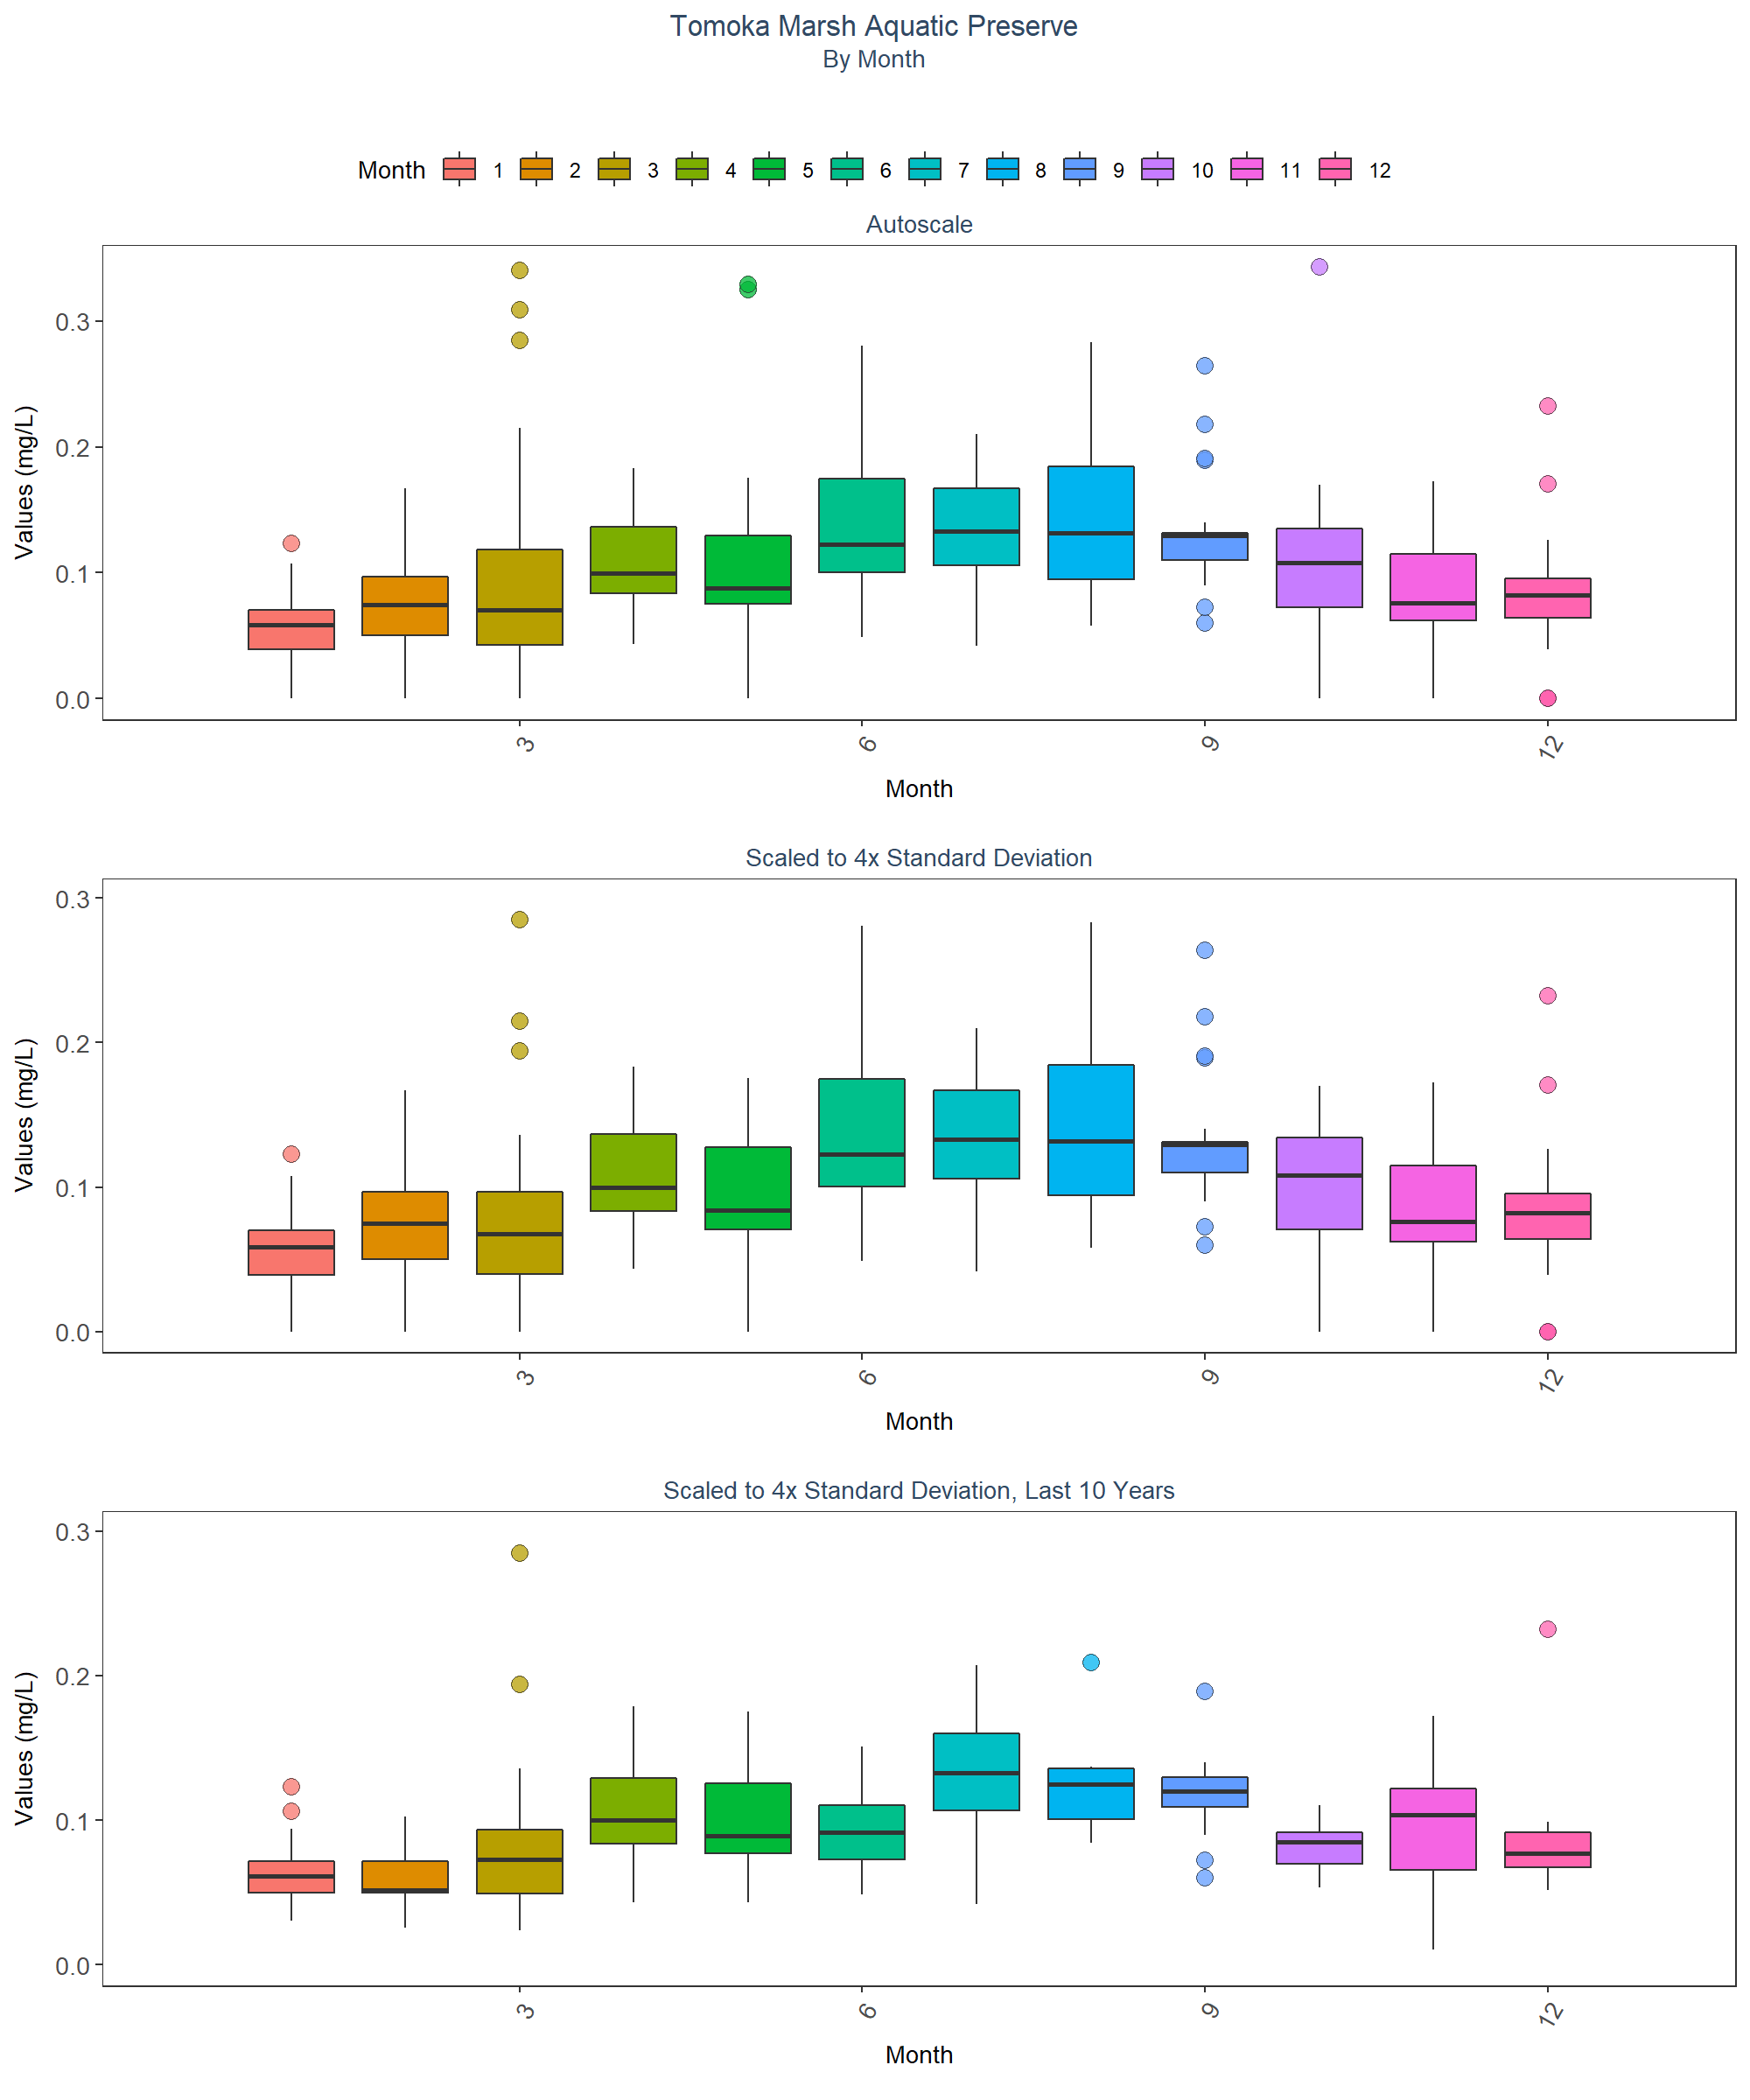 Tomoka Marsh Aquatic Preserve
By Month
Month 1 2 3 4 5 6 7 8 9 10 11 12
Autoscale
Values (mg/L)
0.3
0.2
0.1
0.0
3 6 9 12
Month
Scaled to 4x Standard Deviation
Values (mg/L)
0.3
0.2
0.1
0.0
3 6 9 12
Month
Scaled to 4x Standard Deviation, Last 10 Years
Values (mg/L)
0.3
0.2
0.1
0.0
3 6 9 12
Month